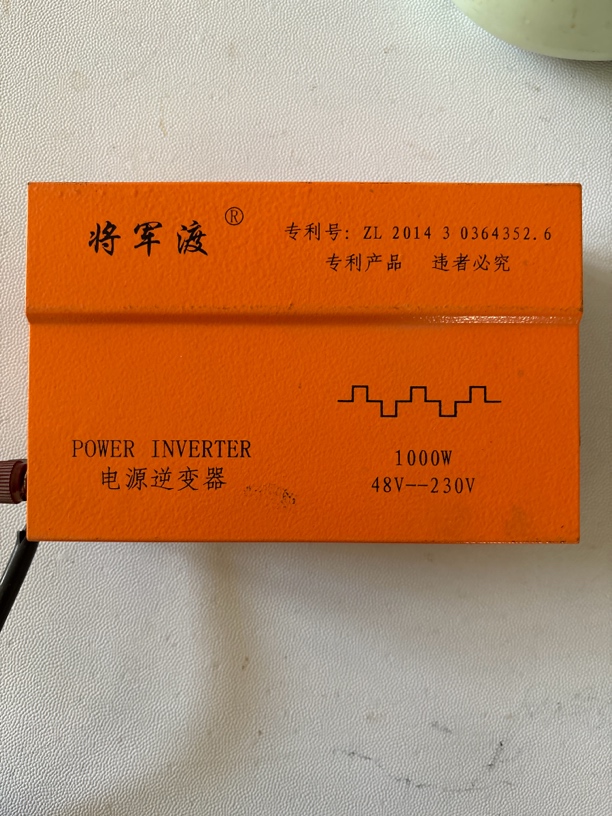 将军渡®
专利号: ZL 2014 3 0364352.6
专利产品 违者必究
POWER INVERTER
电源逆变器
1000W
48V--230V